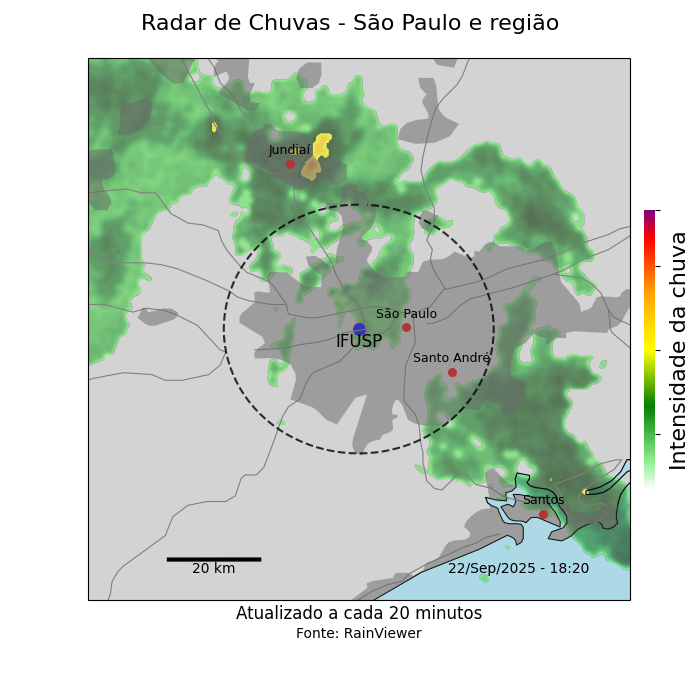 Radar de Chuvas - São Paulo e região
Jundiaí
São Paulo
IFUSP
Santo André
Santos
20 km
22/Sep/2025 - 18:20
Intensidade da chuva
Atualizado a cada 20 minutos
Fonte: RainViewer